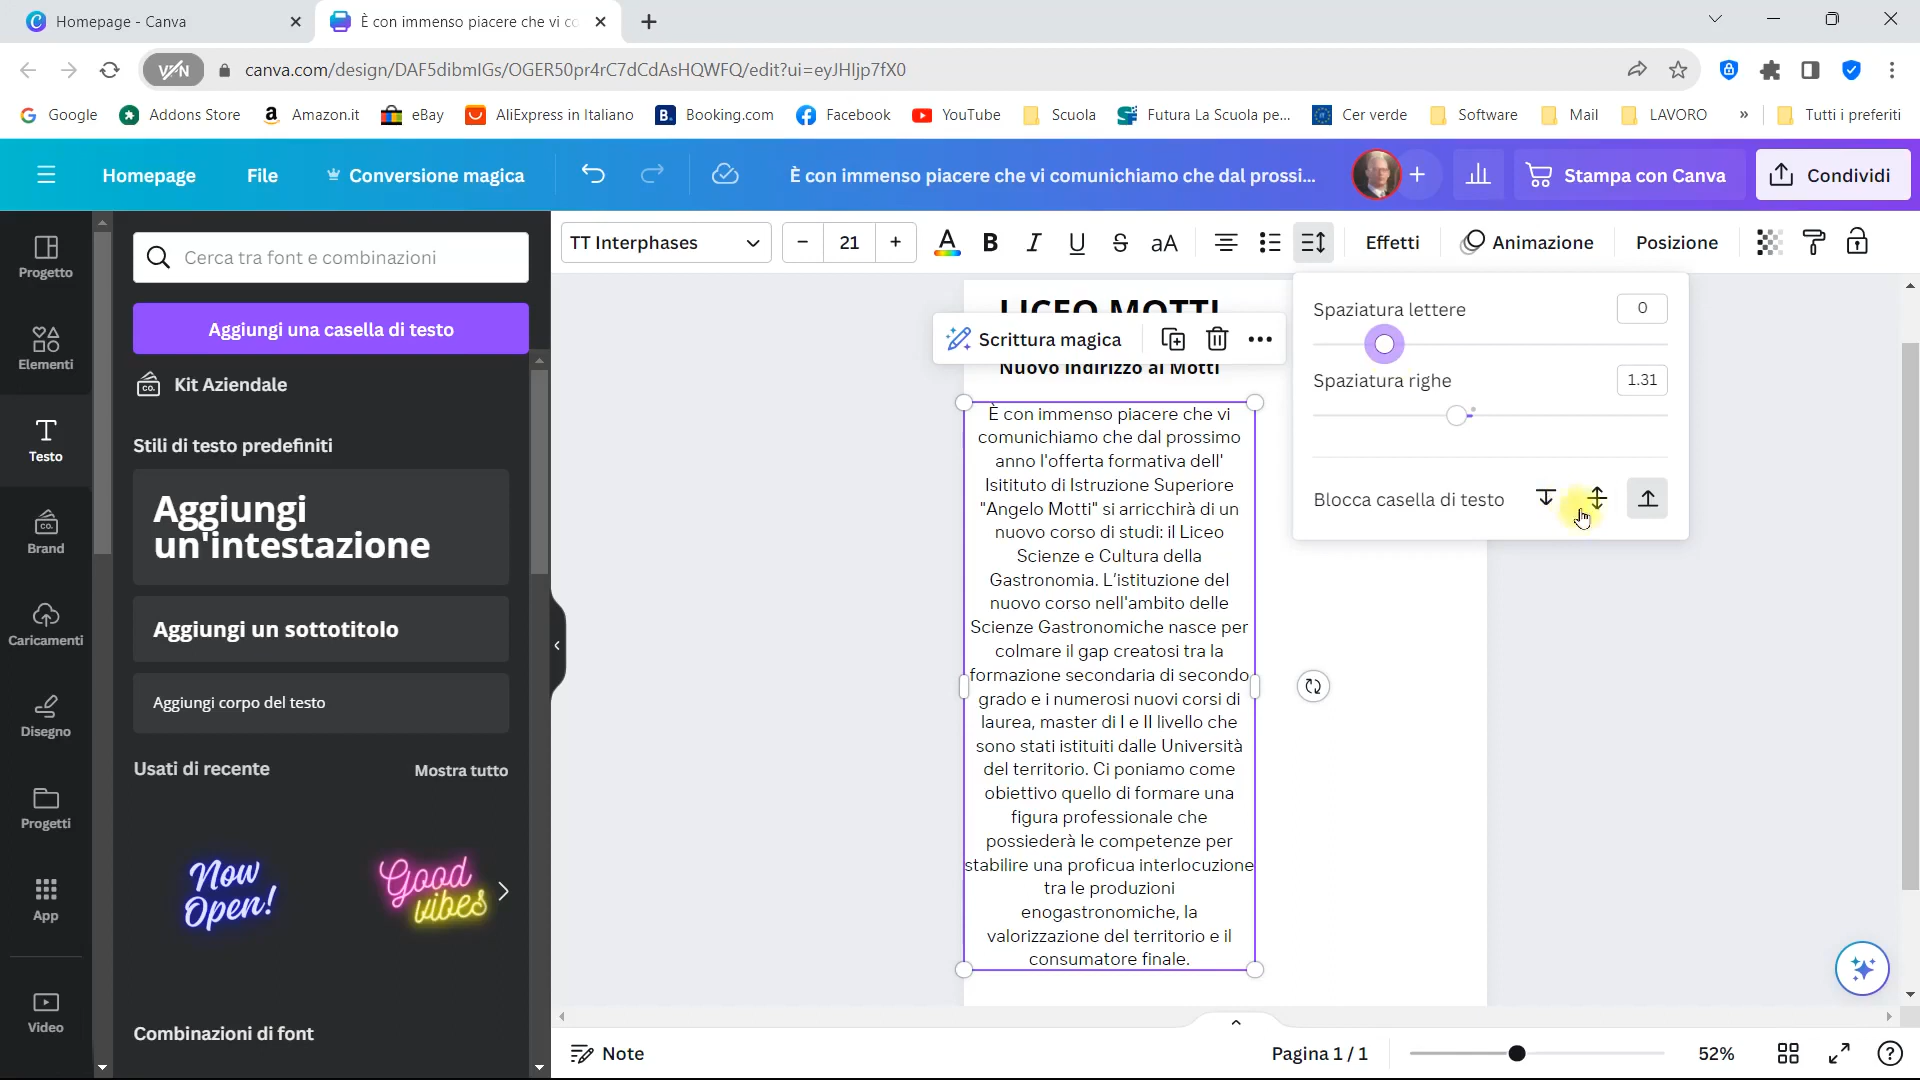 Homepage - Canva
È con immenso piacere che vi co
VPN
canva.com/design/DAF5dibmIGs/OGER50pr4rC7dCdAsHQWFQ/edit?ui=eyJHIjp7fX0
Google
Addons Store
Amazon.it
eBay
AliExpress in Italiano
Booking.com
Facebook
YouTube
Scuola
Futura La Scuola pe...
Cer verde
Software
Mail
LAVORO
»
Tutti i preferiti
Homepage
File
Conversione magica
È con immenso piacere che vi comunichiamo che dal prossi...
Stampa con Canva
Condividi
TT Interphases
21
aA
Effetti
Animazione
Posizione
Progetto
Elementi
Testo
Brand
Caricamenti
Disegno
Progetti
App
Video
Cerca tra font e combinazioni
Aggiungi una casella di testo
Kit Aziendale
Stili di testo predefiniti
Aggiungi
un'intestazione
Aggiungi un sottotitolo
Aggiungi corpo del testo
Usati di recente
Mostra tutto
Now
Open!
Good
vibes
Combinazioni di font
LICEO MOTTI
Scrittura magica
Nuovo Indirizzo al Motti
È con immenso piacere che vi
comunichiamo che dal prossimo
anno l'offerta formativa dell'
Isitituto di Istruzione Superiore
"Angelo Motti" si arricchirà di un
nuovo corso di studi: il Liceo
Scienze e Cultura della
Gastronomia. L'istituzione del
nuovo corso nell'ambito delle
Scienze Gastronomiche nasce per
colmare il gap creatosi tra la
formazione secondaria di secondo
grado e i numerosi nuovi corsi di
laurea, master di I e II livello che
sono stati istituiti dalle Università
del territorio. Ci poniamo come
obiettivo quello di formare una
figura professionale che
possiederà le competenze per
stabilire una proficua interlocuzione
tra le produzioni
enogastronomiche, la
valorizzazione del territorio e il
consumatore finale.
Spaziatura lettere
0
Spaziatura righe
1.31
Blocca casella di testo
Note
Pagina 1 / 1
52%